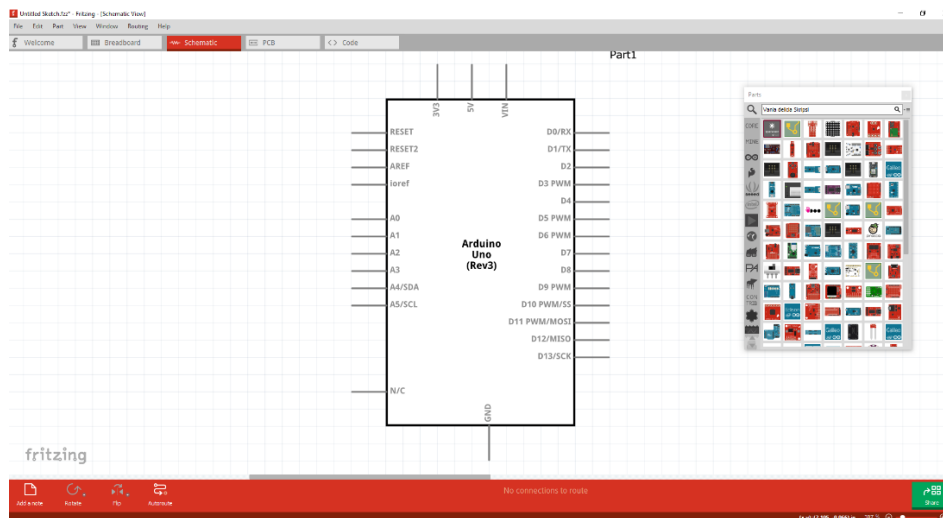 Untitled Sketch.fzz* - Fritzing - [Schematic View]
File Edit Part View Window Routing Help
Welcome
Breadboard
Schematic
PCB
<> Code
Part1
3V3
5V
VIN
RESET
RESET2
AREF
ioref
A0
A1
A2
A3
A4/SDA
A5/SCL
N/C
Arduino
Uno
(Rev3)
D0/RX
D1/TX
D2
D3 PWM
D4
D5 PWM
D6 PWM
D7
D8
D9 PWM
D10 PWM/SS
D11 PWM/MOSI
D12/MISO
D13/SCK
GND
Parts
CORE
MINE
fritzing
Add a note
Rotate
Flip
Autoroute
No connections to route
Share